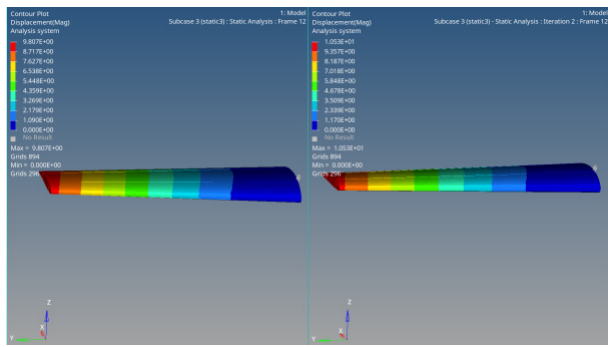 Contour Plot
Displacement(Mag)
Analysis system
9.807E+00
8.717E+00
7.627E+00
6.538E+00
5.448E+00
4.358E+00
3.269E+00
2.179E+00
1.090E+00
0.000E+00
No Result
Max = 9.807E+00
Grids 894
Min = 0.000E+00
Grids 296
1: Model
Subcase 3 (static3) : Static Analysis : Frame 12
Z
X
Y
Contour Plot
Displacement(Mag)
Analysis system
1.053E+01
9.357E+00
8.187E+00
7.018E+00
5.848E+00
4.678E+00
3.509E+00
2.339E+00
1.170E+00
0.000E+00
No Result
Max = 1.053E+01
Grids 894
Min = 0.000E+00
Grids 296
1: Model
Subcase 3 (static3) - Static Analysis : Iteration 2 : Frame 12
Z
X
Y